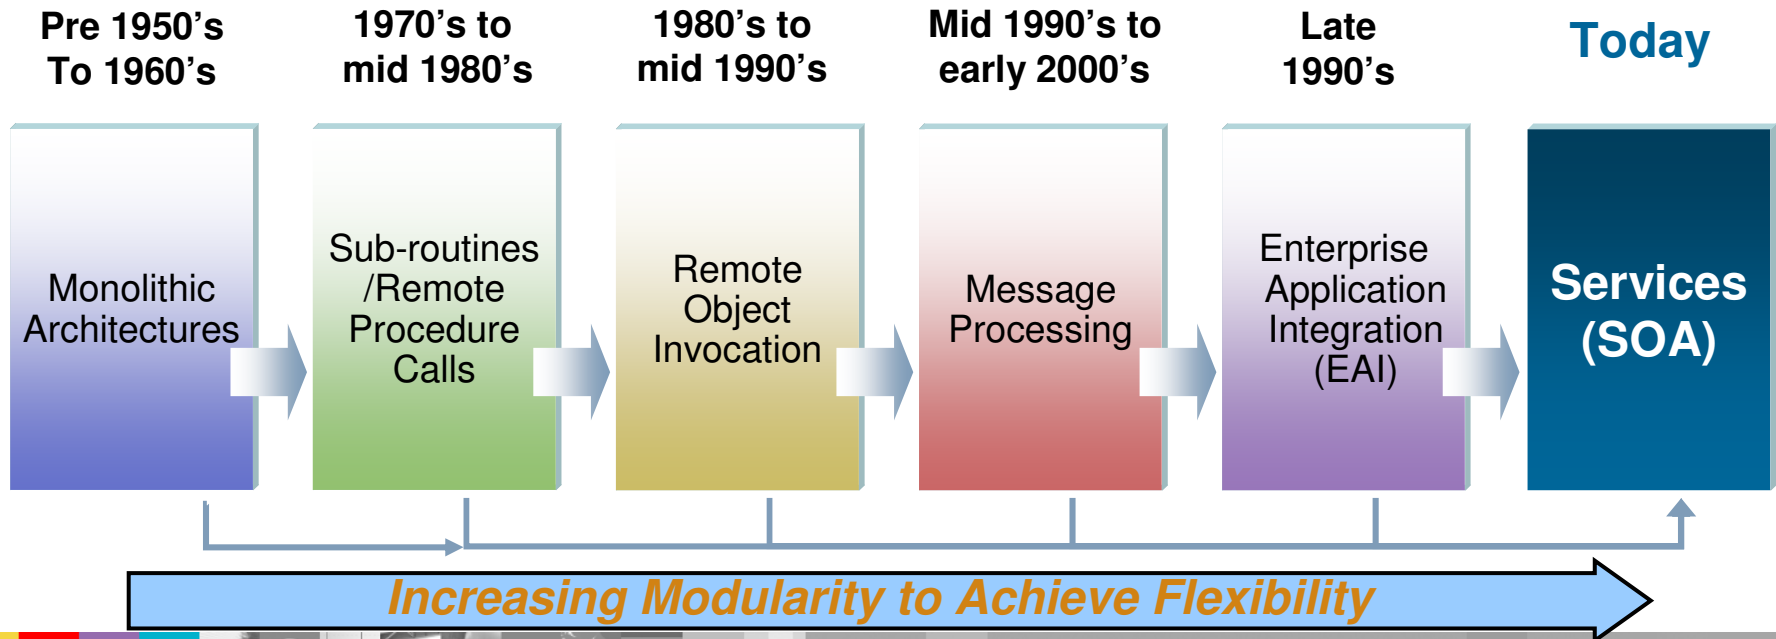 Pre 1950’s
To 1960’s
1970’s to
mid 1980’s
1980’s to
mid 1990’s
Mid 1990’s to
early 2000’s
Late
1990’s
Today
Monolithic
Architectures
Sub-routines
/Remote
Procedure
Calls
Remote
Object
Invocation
Message
Processing
Enterprise
Application
Integration
(EAI)
Services
(SOA)
Increasing Modularity to Achieve Flexibility